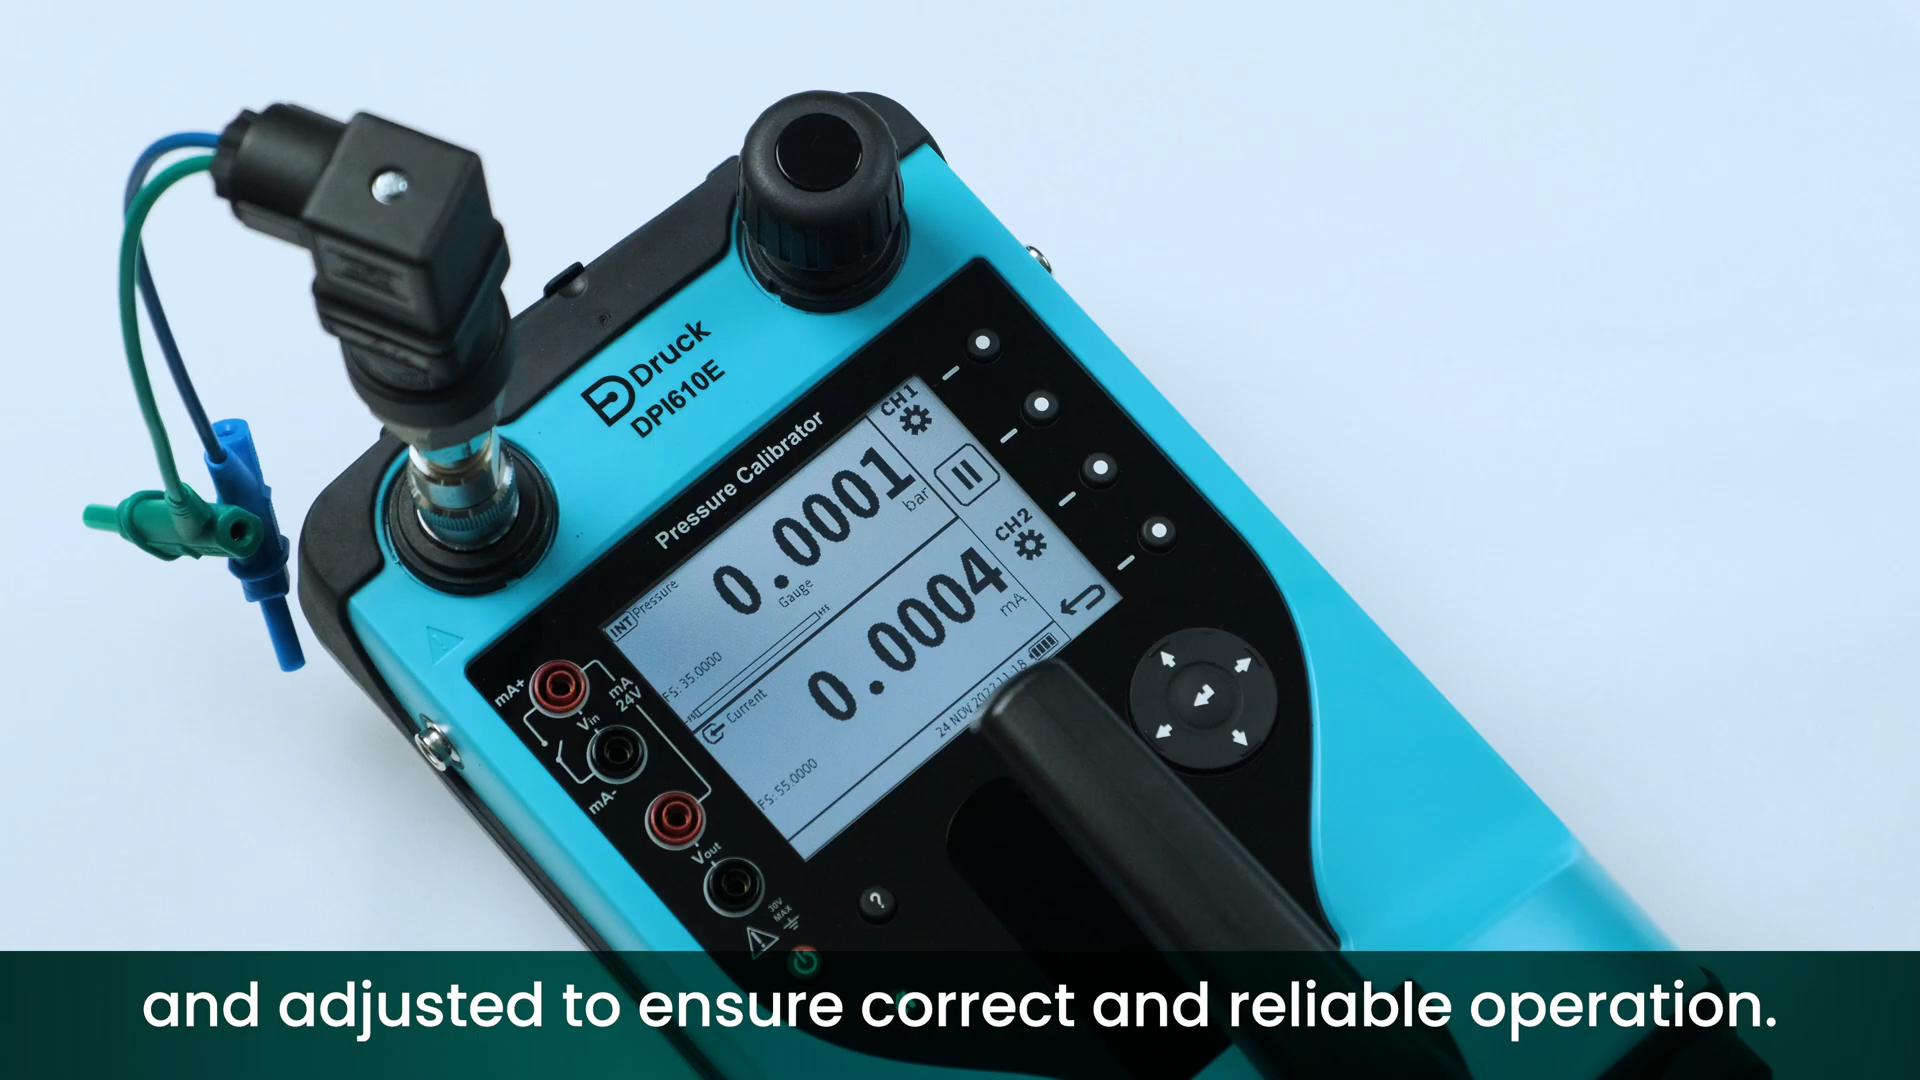 Druck
DPI610E
Pressure Calibrator
CH1
INT Pressure
0.0001
bar
Gauge
FS: 35.0000
CH2
Current
0.0004
mA
FS: 55.0000
24 NOV 2022 11:18
mA+
mA
24V
Vin
mA-
Vout
30V
MAX
?
and adjusted to ensure correct and reliable operation.